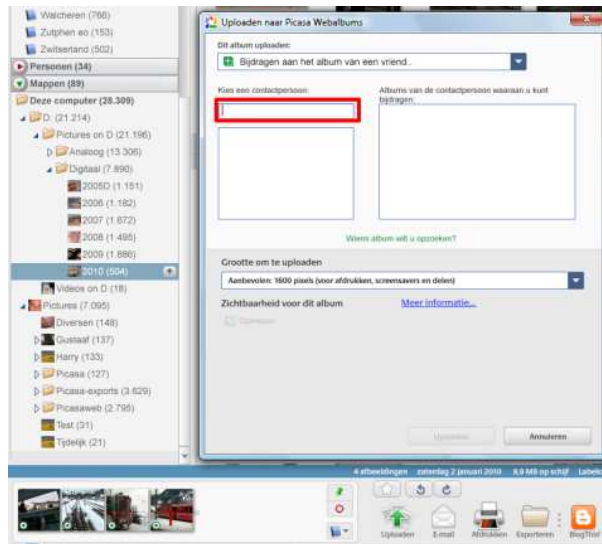 Walcheren (766)
Zutphen eo (153)
Zwitserland (502)
Personen (34)
Mappen (89)
Deze computer (28.309)
D: (21.214)
Pictures on D (21.196)
Analoog (13.306)
Digitaal (7.890)
2005D (1.151)
2006 (1.182)
2007 (1.672)
2008 (1.495)
2009 (1.886)
2010 (504)
Videos on D (18)
Pictures (7.095)
Diversen (148)
Gustaaf (137)
Harry (133)
Picasa (127)
Picasa-exports (3.629)
Picasaweb (2.795)
Test (31)
Tijdelijk (21)
Uploaden naar Picasa Webalbums
Dit album uploaden:
Bijdragen aan het album van een vriend...
Kies een contactpersoon:
Albums van de contactpersoon waaraan u kunt
bijdragen:
Wiens album wilt u opzoeken?
Grootte om te uploaden
Aanbevolen: 1600 pixels (voor afdrukken, screensavers en delen)
Zichtbaarheid voor dit album
Meer informatie...
Openbaar
Uploaden
Annuleren
4 afbeeldingen zaterdag 2 januari 2010 8,9 MB op schijf
Uploaden
E-mail
Afdrukken
Exporteren
BlogThis!